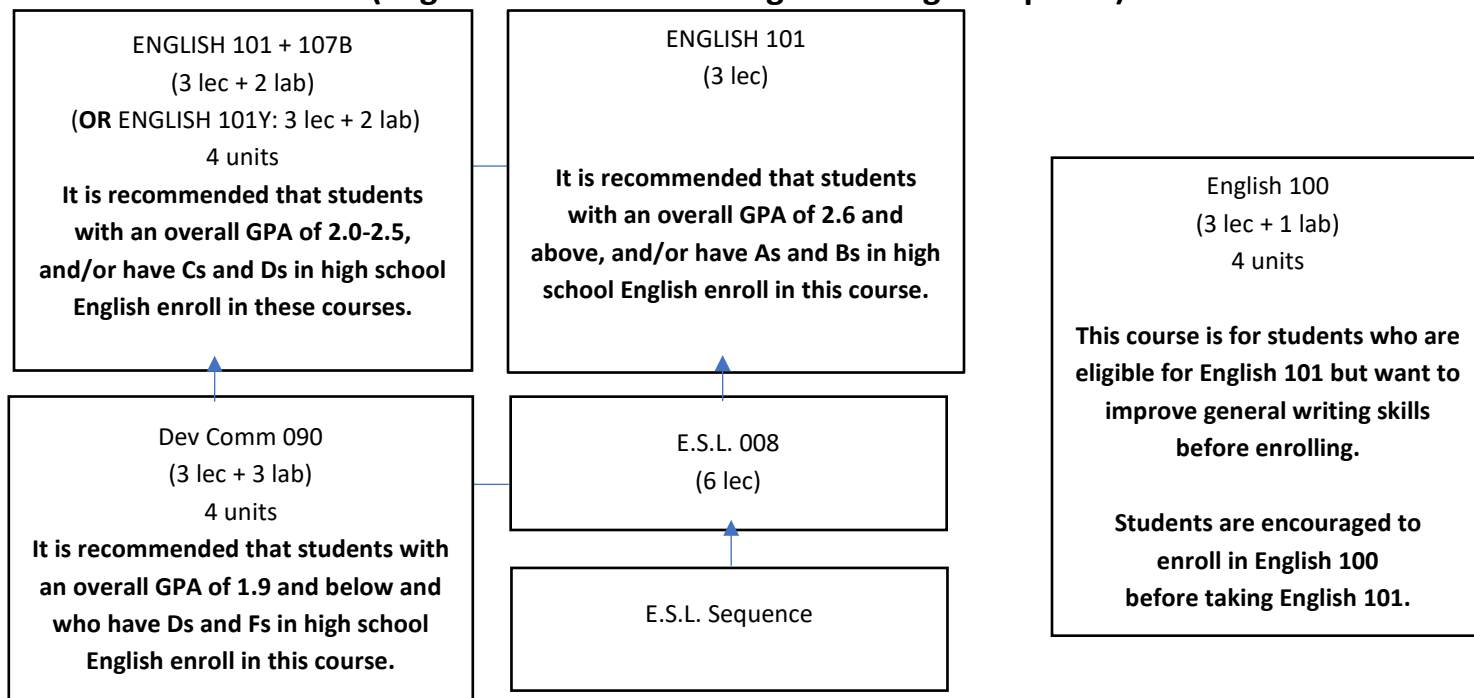 ENGLISH 101 + 107B
(3 lec + 2 lab)
(OR ENGLISH 101Y: 3 lec + 2 lab)
4 units
It is recommended that students
with an overall GPA of 2.0-2.5,
and/or have Cs and Ds in high school
English enroll in these courses.
ENGLISH 101
(3 lec)
It is recommended that students
with an overall GPA of 2.6 and
above, and/or have As and Bs in high
school English enroll in this course.
English 100
(3 lec + 1 lab)
4 units
This course is for students who are
eligible for English 101 but want to
improve general writing skills
before enrolling.
Students are encouraged to
enroll in English 100
before taking English 101.
Dev Comm 090
(3 lec + 3 lab)
4 units
It is recommended that students with
an overall GPA of 1.9 and below and
who have Ds and Fs in high school
English enroll in this course.
E.S.L. 008
(6 lec)
E.S.L. Sequence